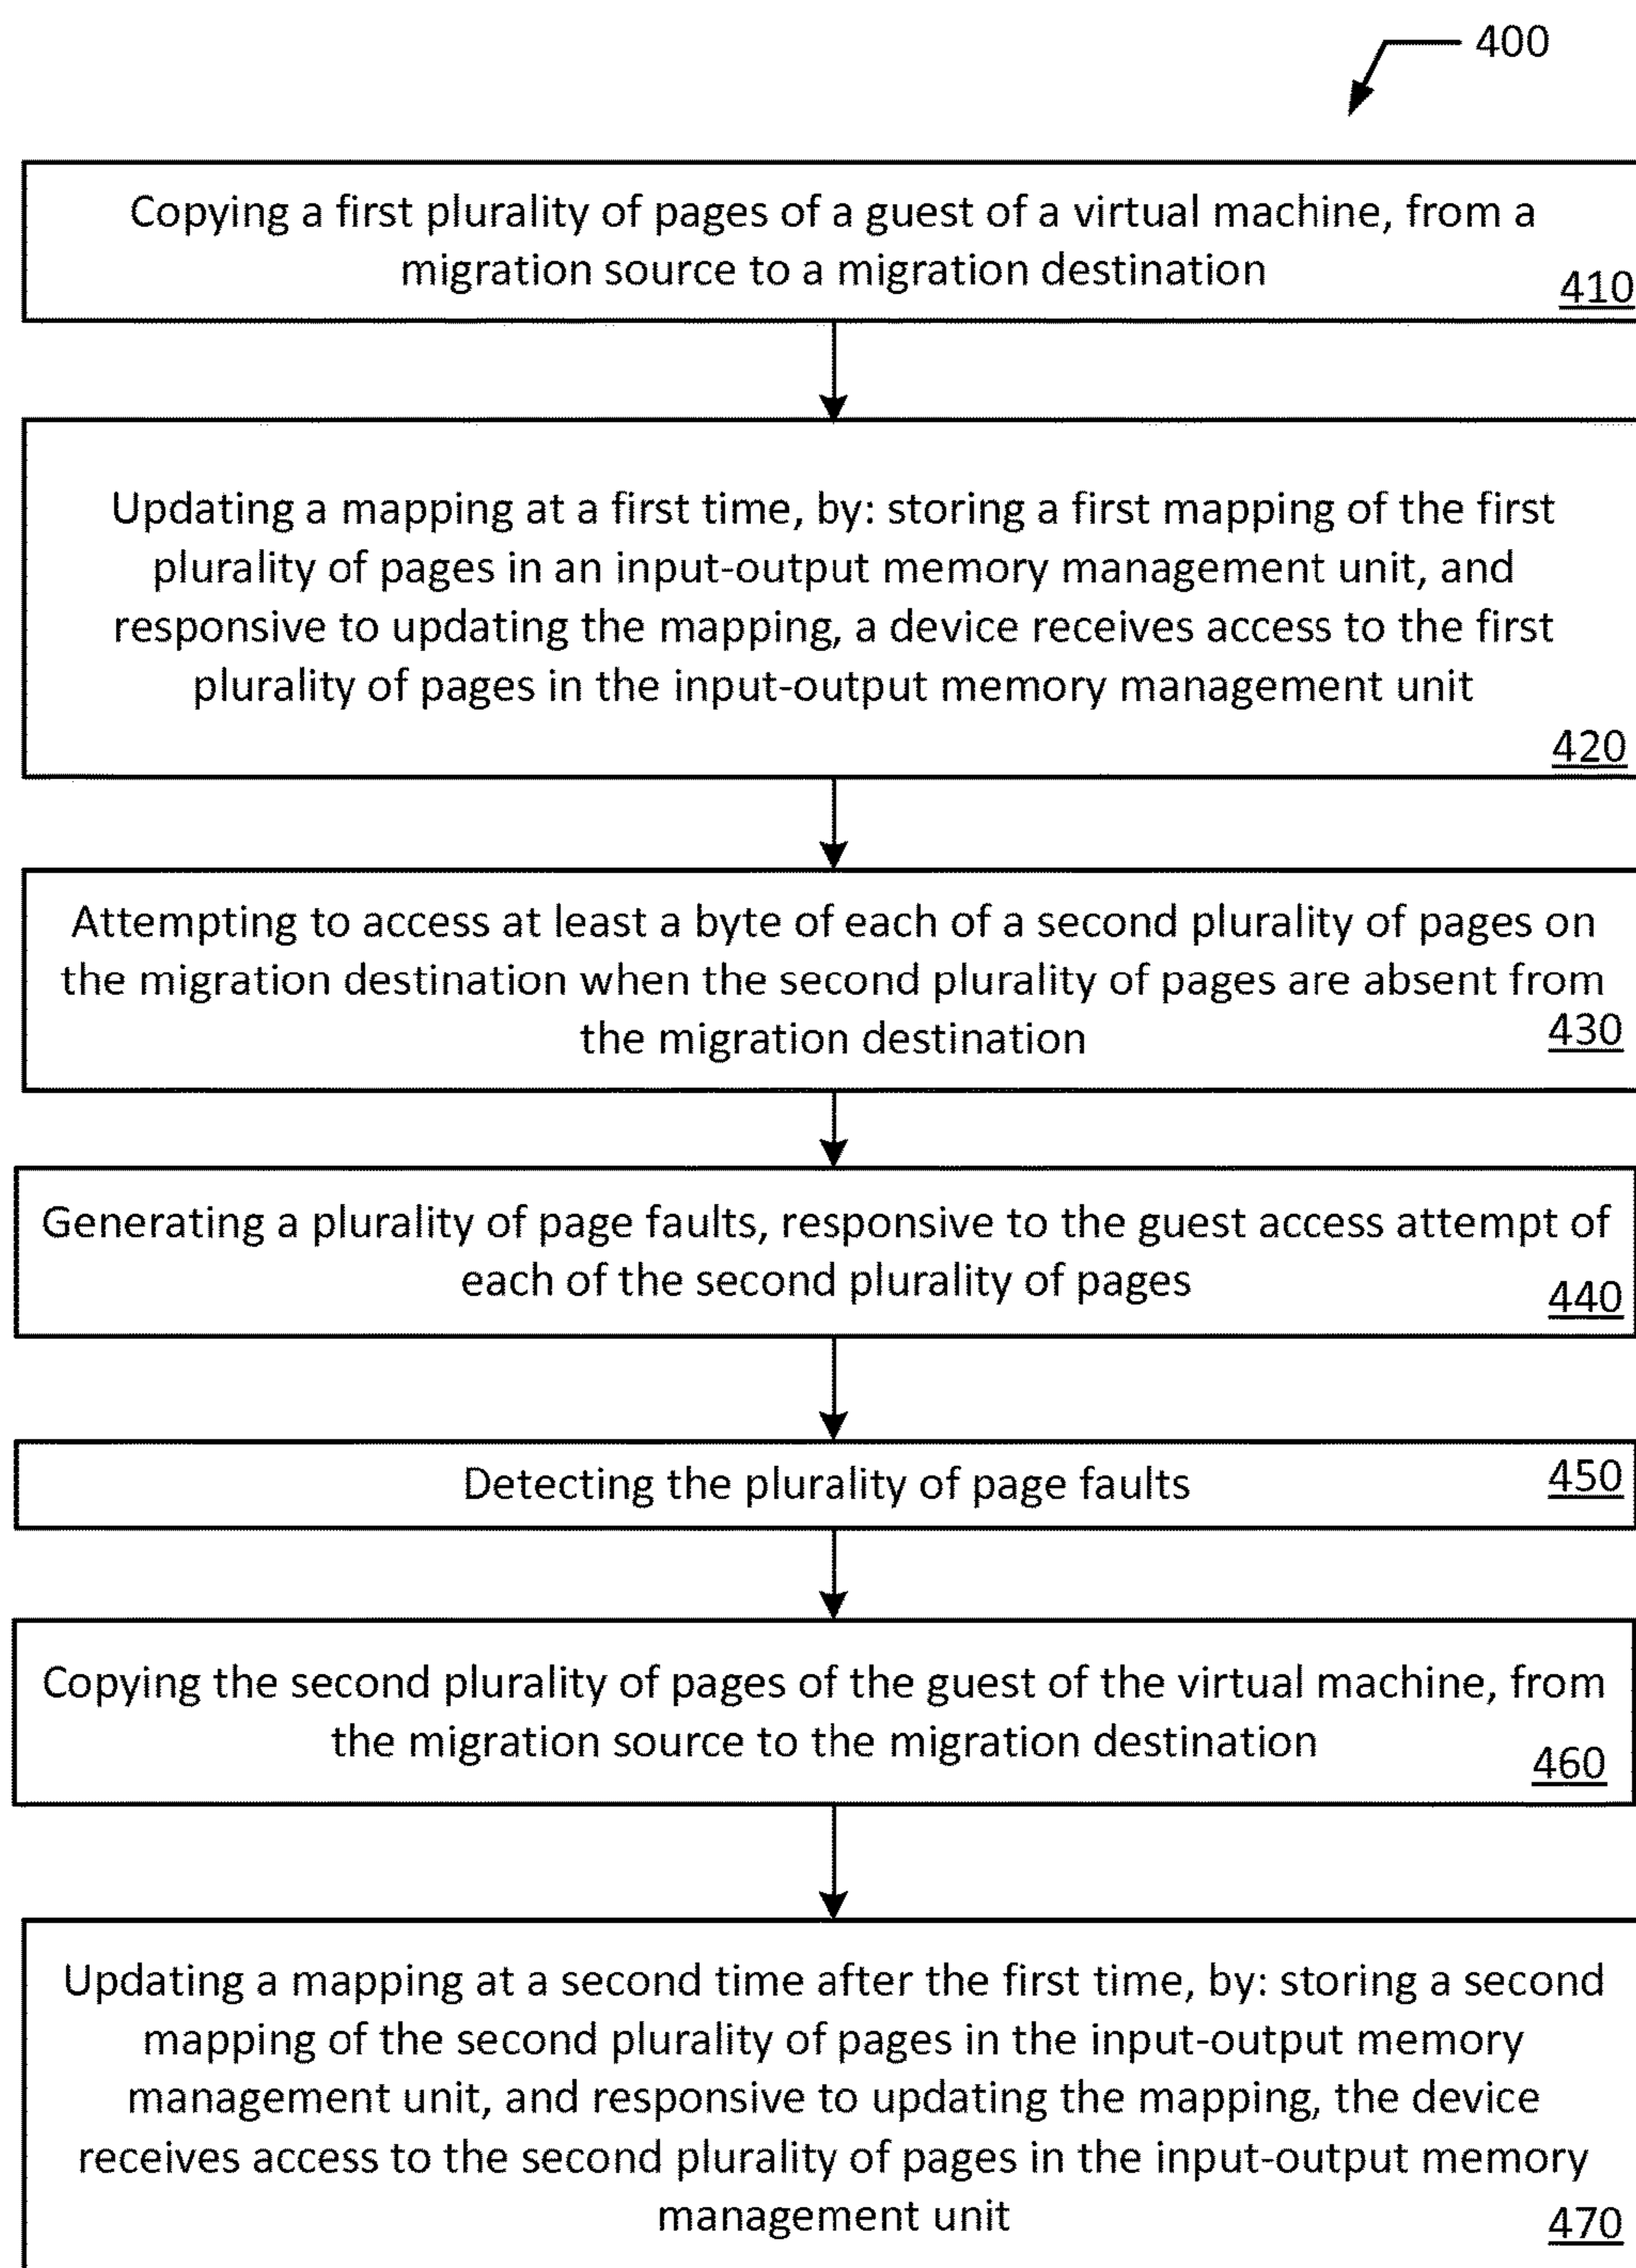 400
Copying a first plurality of pages of a guest of a virtual machine, from a
migration source to a migration destination
410
Updating a mapping at a first time, by: storing a first mapping of the first
plurality of pages in an input-output memory management unit, and
responsive to updating the mapping, a device receives access to the first
plurality of pages in the input-output memory management unit
420
Attempting to access at least a byte of each of a second plurality of pages on
the migration destination when the second plurality of pages are absent from
the migration destination
430
Generating a plurality of page faults, responsive to the guest access attempt of
each of the second plurality of pages
440
Detecting the plurality of page faults
450
Copying the second plurality of pages of the guest of the virtual machine, from
the migration source to the migration destination
460
Updating a mapping at a second time after the first time, by: storing a second
mapping of the second plurality of pages in the input-output memory
management unit, and responsive to updating the mapping, the device
receives access to the second plurality of pages in the input-output memory
management unit
470